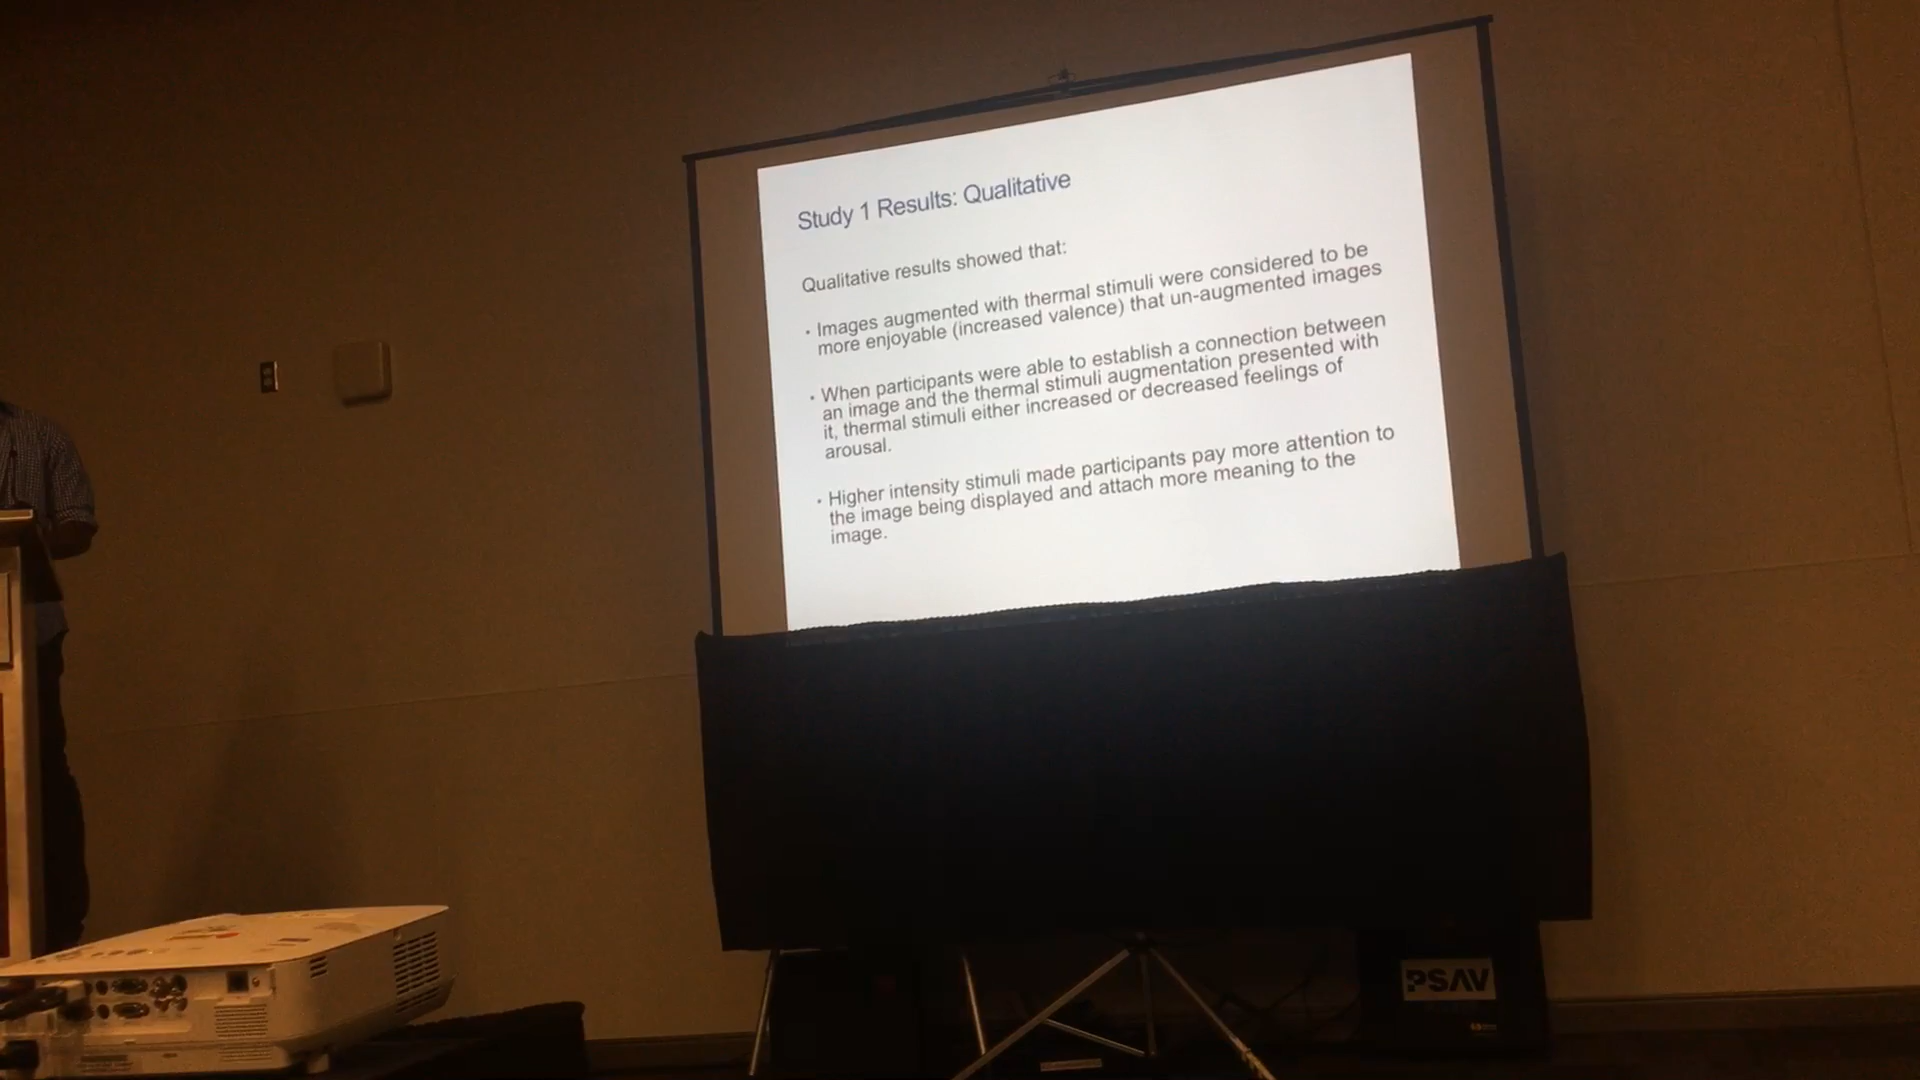 Study 1 Results: Qualitative
Qualitative results showed that:
• Images augmented with thermal stimuli were considered to be
more enjoyable (increased valence) that un-augmented images
• When participants were able to establish a connection between
an image and the thermal stimuli augmentation presented with
it, thermal stimuli either increased or decreased feelings of
arousal.
• Higher intensity stimuli made participants pay more attention to
the image being displayed and attach more meaning to the
image.
PSAV